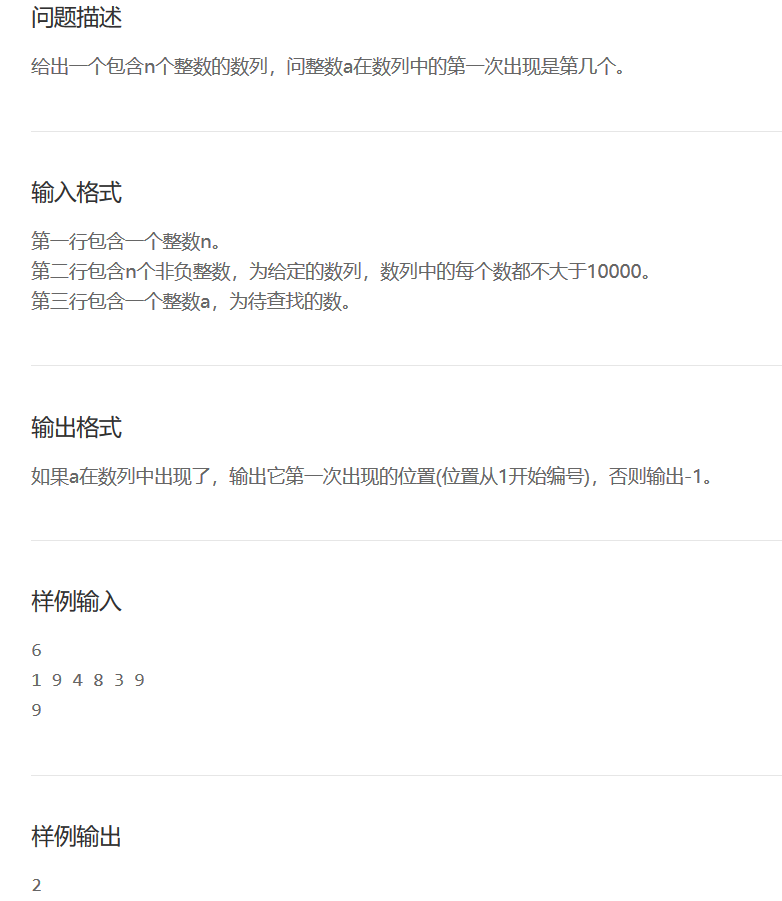 问题描述
给出一个包含n个整数的数列，问整数a在数列中的第一次出现是第几个。
输入格式
第一行包含一个整数n。
第二行包含n个非负整数，为给定的数列，数列中的每个数都不大于10000。
第三行包含一个整数a，为待查找的数。
输出格式
如果a在数列中出现了，输出它第一次出现的位置(位置从1开始编号)，否则输出-1。
样例输入
6
1 9 4 8 3 9
9
样例输出
2